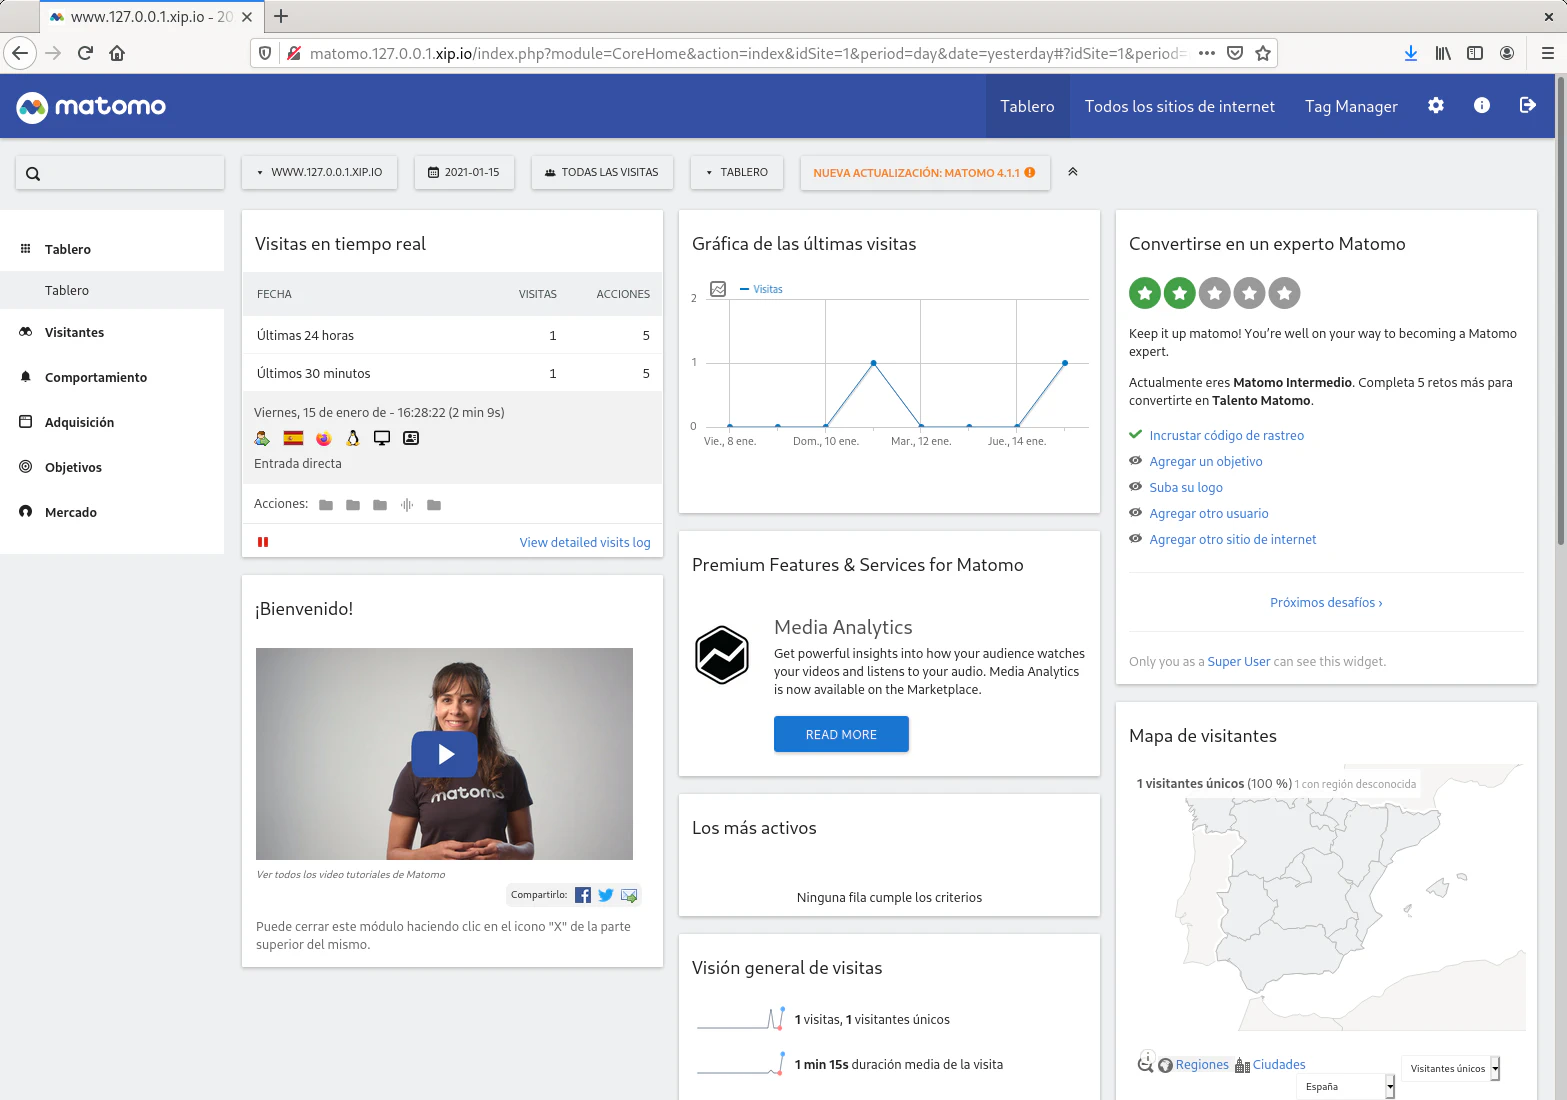 www.127.0.0.1.xip.io - 20
matomo.127.0.0.1.xip.io/index.php?module=CoreHome&action=index&idSite=1&period=day&date=yesterday#?idSite=1&period=
matomo
Tablero
Todos los sitios de internet
Tag Manager
WWW.127.0.0.1.XIP.IO
2021-01-15
TODAS LAS VISITAS
TABLERO
NUEVA ACTUALIZACIÓN: MATOMO 4.1.1
Tablero
Tablero
Visitantes
Comportamiento
Adquisición
Objetivos
Mercado
Visitas en tiempo real
FECHA VISITAS ACCIONES
Últimas 24 horas 1 5
Últimos 30 minutos 1 5
Viernes, 15 de enero de - 16:28:22 (2 min 9s)
Entrada directa
Acciones:
View detailed visits log
¡Bienvenido!
matomo
Ver todos los video tutoriales de Matomo
Compartirlo:
Puede cerrar este módulo haciendo clic en el icono "X" de la parte
superior del mismo.
Gráfica de las últimas visitas
Visitas
2
1
0
Vie., 8 ene. Dom., 10 ene. Mar., 12 ene. Jue., 14 ene.
Premium Features & Services for Matomo
Media Analytics
Get powerful insights into how your audience watches
your videos and listens to your audio. Media Analytics
is now available on the Marketplace.
READ MORE
Los más activos
Ninguna fila cumple los criterios
Visión general de visitas
1 visitas, 1 visitantes únicos
1 min 15s duración media de la visita
Convertirse en un experto Matomo
Keep it up matomo! You’re well on your way to becoming a Matomo
expert.
Actualmente eres Matomo Intermedio. Completa 5 retos más para
convertirte en Talento Matomo.
Incrustar código de rastreo
Agregar un objetivo
Suba su logo
Agregar otro usuario
Agregar otro sitio de internet
Próximos desafíos ›
Only you as a Super User can see this widget.
Mapa de visitantes
1 visitantes únicos (100 %) 1 con región desconocida
Regiones
Ciudades
Visitantes únicos
España